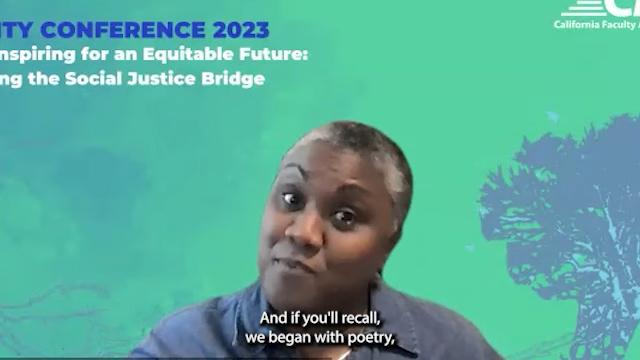 ITY CONFERENCE 2023
nspiring for an Equitable Future:
ng the Social Justice Bridge
California Faculty A
And if you'll recall,
we began with poetry,